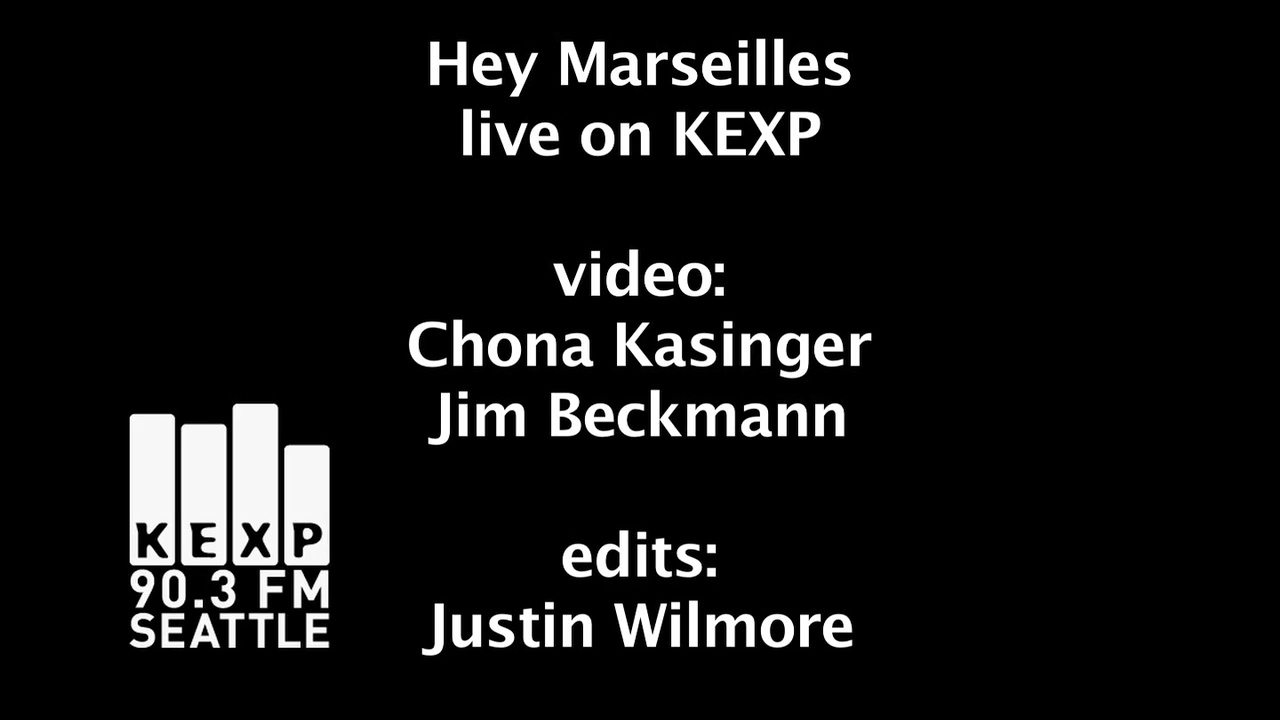 Hey Marseilles
live on KEXP
video:
Chona Kasinger
Jim Beckmann
edits:
Justin Wilmore
KEXP
90.3 FM
SEATTLE